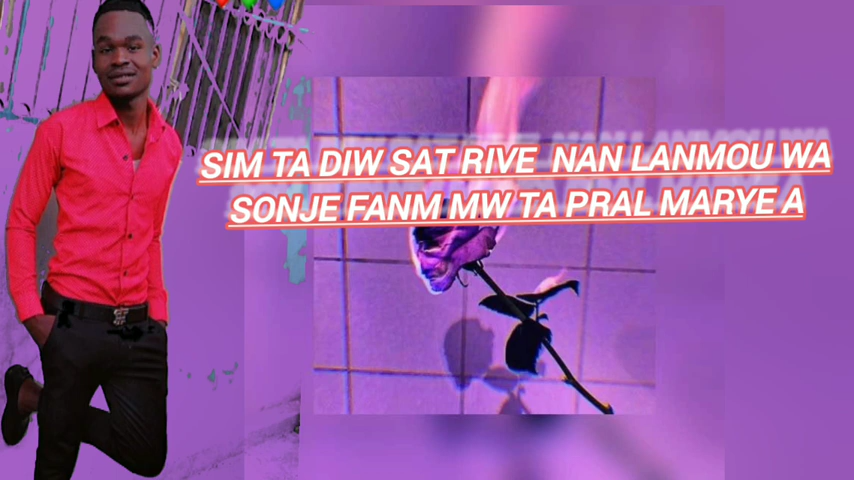 SIM TA DIW SAT RIVE NAN LANMOU WA
SONJE FANM MW TA PRAL MARYE A